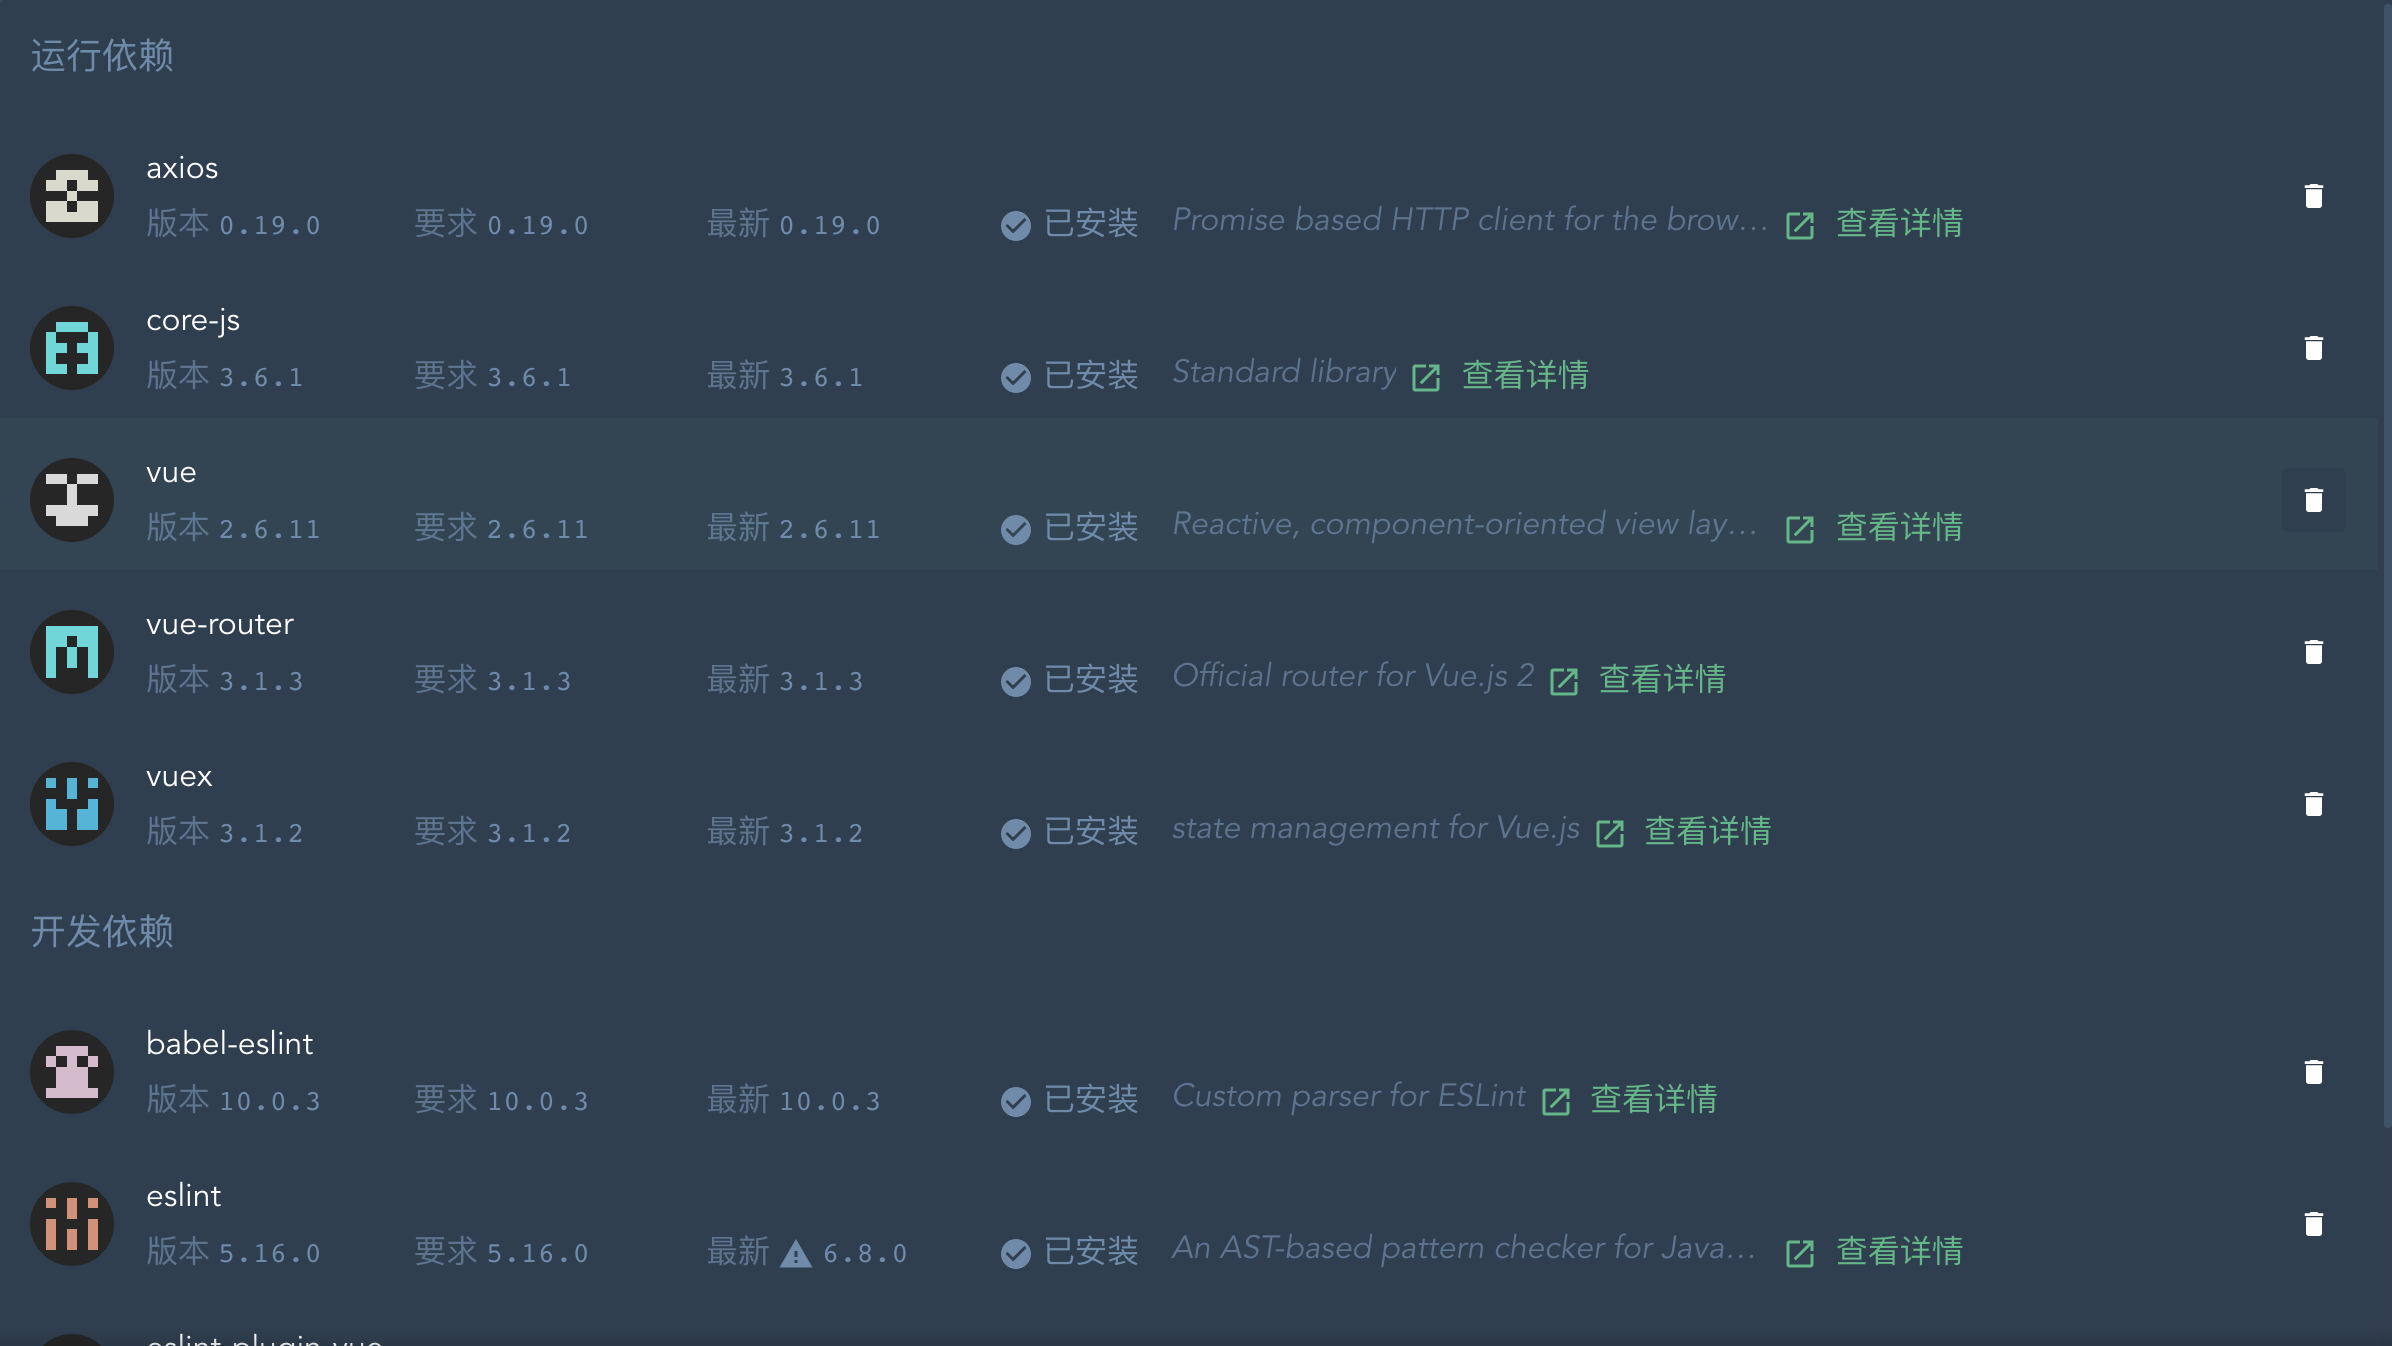 运行依赖
axios
版本 0.19.0 要求 0.19.0 最新 0.19.0 已安装 Promise based HTTP client for the brow... 查看详情
core-js
版本 3.6.1 要求 3.6.1 最新 3.6.1 已安装 Standard library 查看详情
vue
版本 2.6.11 要求 2.6.11 最新 2.6.11 已安装 Reactive, component-oriented view lay... 查看详情
vue-router
版本 3.1.3 要求 3.1.3 最新 3.1.3 已安装 Official router for Vue.js 2 查看详情
vuex
版本 3.1.2 要求 3.1.2 最新 3.1.2 已安装 state management for Vue.js 查看详情
开发依赖
babel-eslint
版本 10.0.3 要求 10.0.3 最新 10.0.3 已安装 Custom parser for ESLint 查看详情
eslint
版本 5.16.0 要求 5.16.0 最新 6.8.0 已安装 An AST-based pattern checker for Java... 查看详情
eslint-plugin-vue